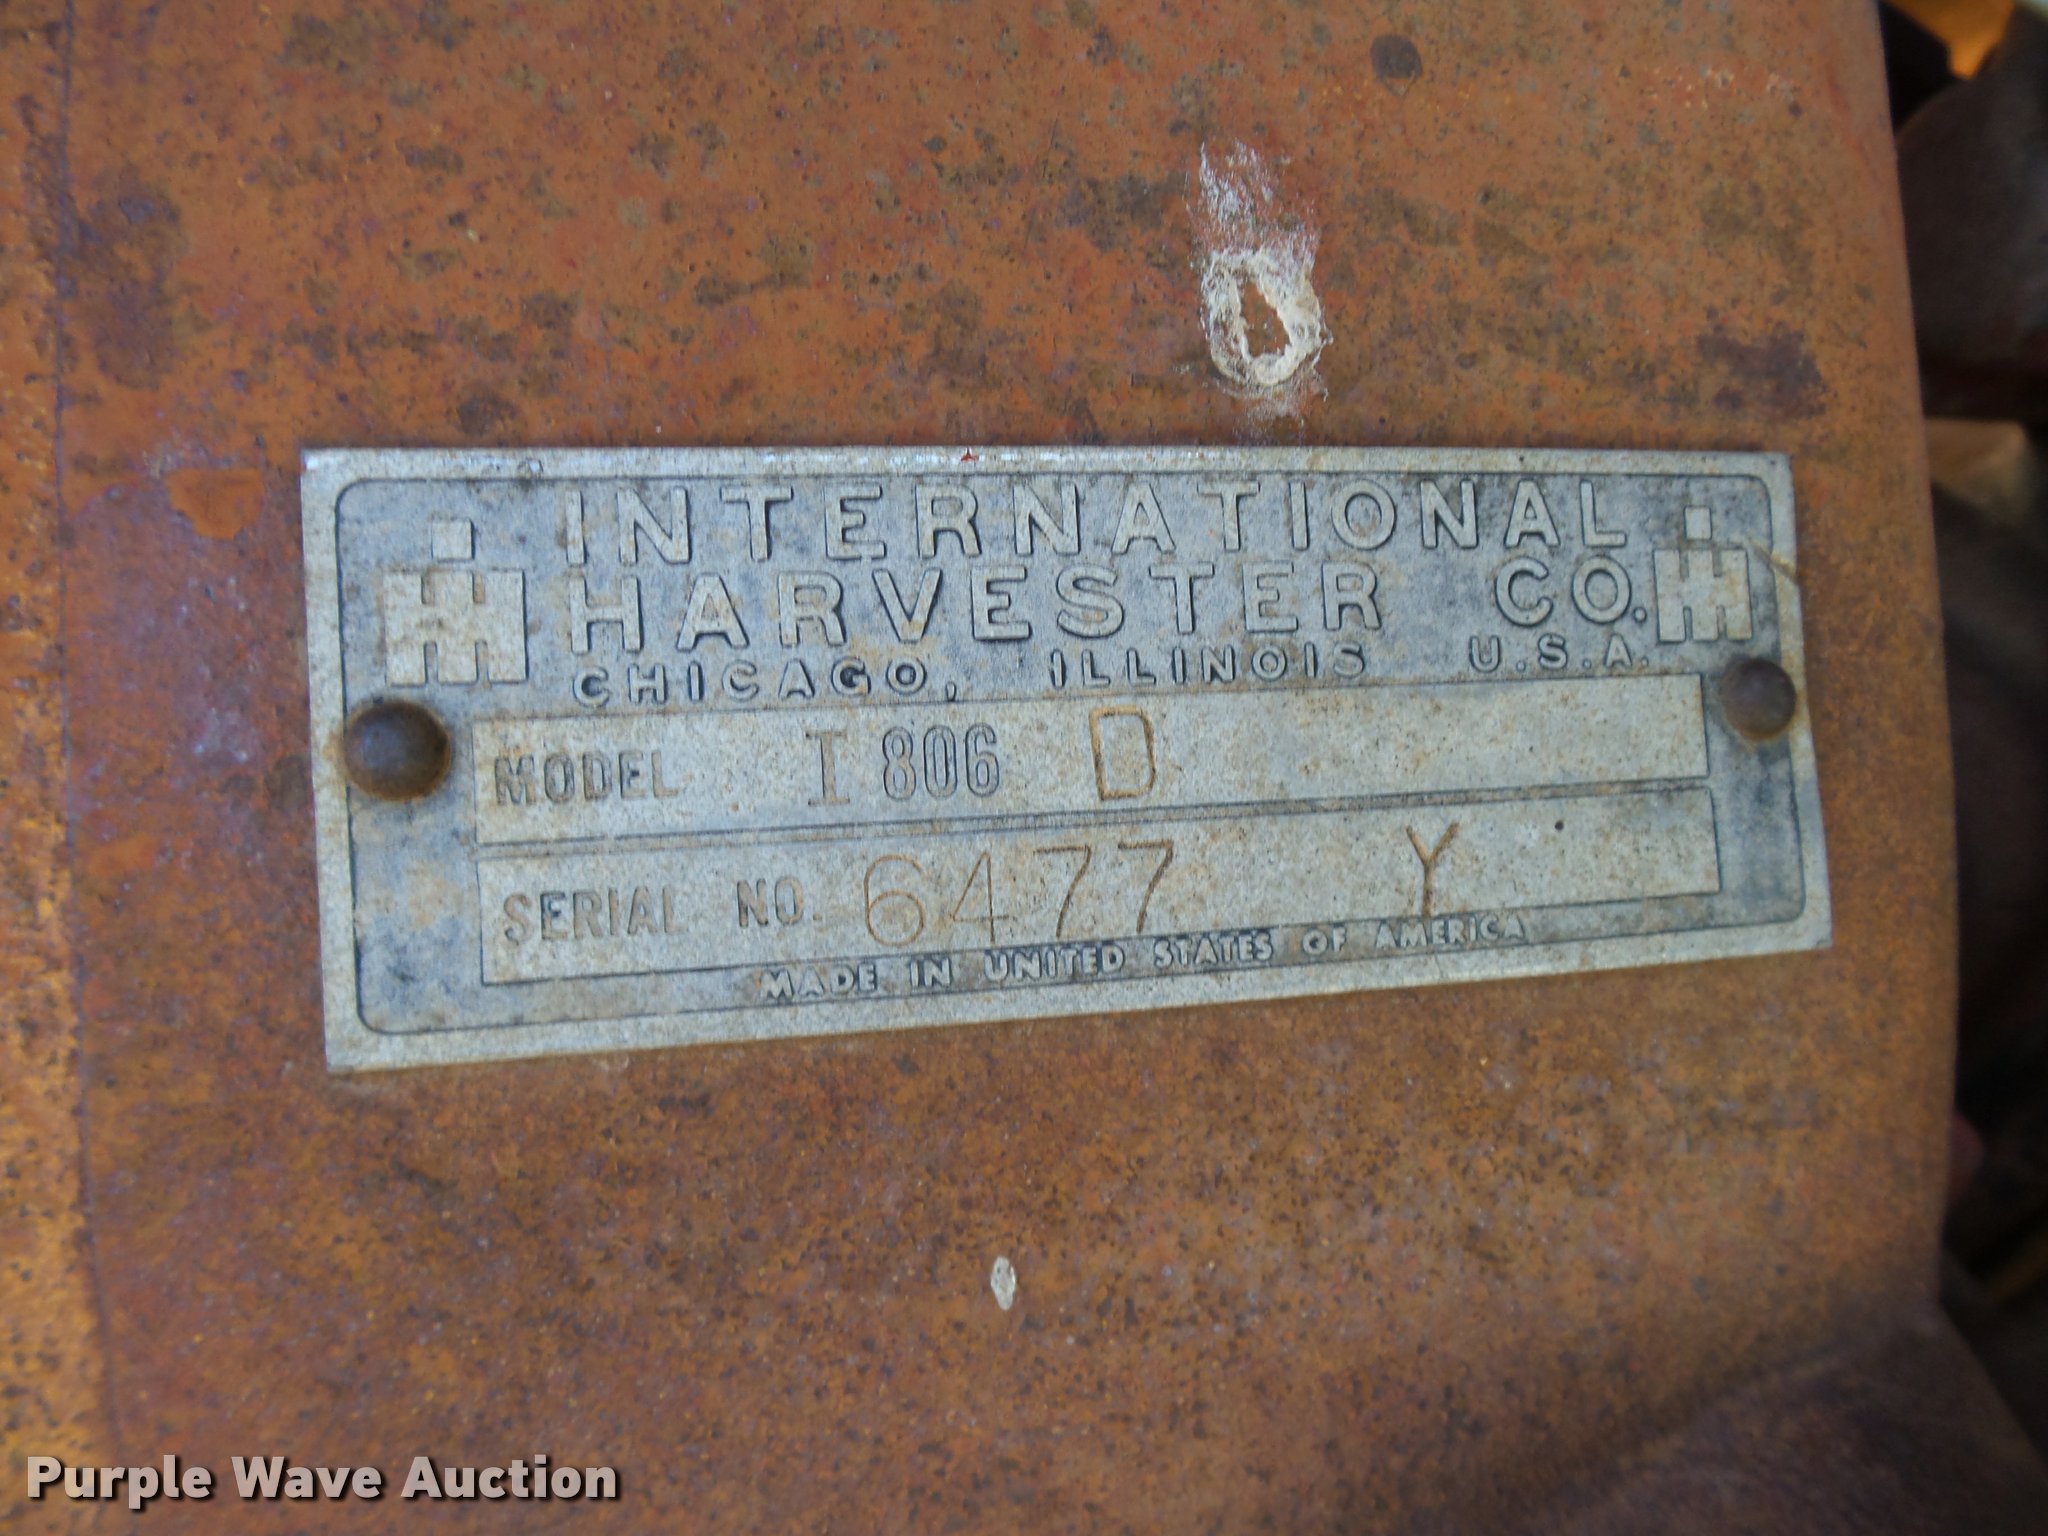 INTERNATIONAL
HARVESTER CO.
CHICAGO, ILLINOIS U.S.A.
MODEL I 806 D
SERIAL NO. 6477 Y
MADE IN UNITED STATES OF AMERICA
Purple Wave Auction